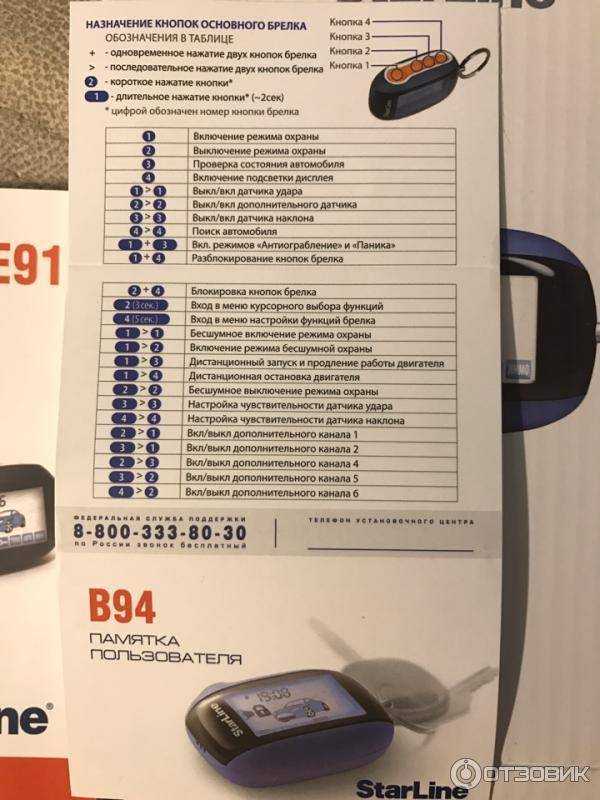 НАЗНАЧЕНИЕ КНОПОК ОСНОВНОГО БРЕЛКА
ОБОЗНАЧЕНИЯ В ТАБЛИЦЕ
+ - одновременное нажатие двух кнопок брелка
> - последовательное нажатие двух кнопок брелка
2 - короткое нажатие кнопки*
1 - длительное нажатие кнопки* (~2сек)
* цифрой обозначен номер кнопки брелка
Кнопка 4
Кнопка 3
Кнопка 2
Кнопка 1
1 Включение режима охраны
2 Выключение режима охраны
3 Проверка состояния автомобиля
4 Включение подсветки дисплея
1 > 1 Выкл/вкл датчика удара
2 > 2 Выкл/вкл дополнительного датчика
3 > 3 Выкл/вкл датчика наклона
4 > 4 Поиск автомобиля
1 + 3 Вкл. режимов «Антиограбление» и «Паника»
1 + 4 Разблокирование кнопок брелка
2 + 4 Блокировка кнопок брелка
2 (3 сек.) Вход в меню курсорного выбора функций
4 (5 сек.) Вход в меню настройки функций брелка
1 > 1 Бесшумное включение режима охраны
1 > 2 Включение режима бесшумной охраны
1 > 3 Дистанционный запуск и продление работы двигателя
1 > 4 Дистанционная остановка двигателя
2 > 2 Бесшумное выключение режима охраны
3 > 3 Настройка чувствительности датчика удара
4 > 4 Настройка чувствительности датчика наклона
2 > 1 Вкл/выкл дополнительного канала 1
3 > 1 Вкл/выкл дополнительного канала 2
2 > 3 Вкл/выкл дополнительного канала 4
3 > 2 Вкл/выкл дополнительного канала 5
4 > 2 Вкл/выкл дополнительного канала 6
ФЕДЕРАЛЬНАЯ СЛУЖБА ПОДДЕРЖКИ
8-800-333-80-30
по России звонок бесплатный
ТЕЛЕФОН УСТАНОВОЧНОГО ЦЕНТРА
B94
ПАМЯТКА
ПОЛЬЗОВАТЕЛЯ
19:08
StarLine
StarLine
E91
ne®
IMMO
ОТЗОВИК